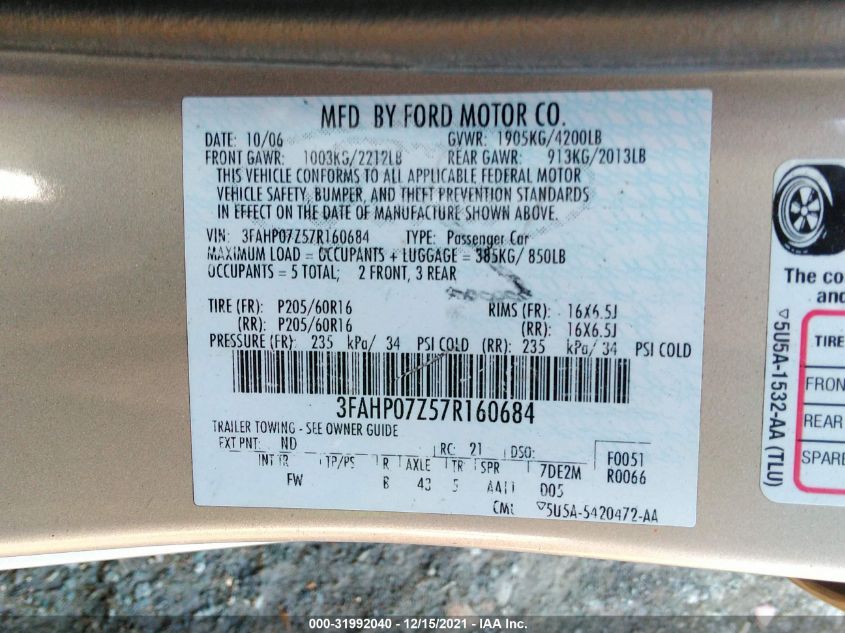 MFD BY FORD MOTOR CO.
DATE: 10/06 GVWR: 1905KG/4200LB
FRONT GAWR: 1003KG/2212LB REAR GAWR: 913KG/2013LB
THIS VEHICLE CONFORMS TO ALL APPLICABLE FEDERAL MOTOR
VEHICLE SAFETY, BUMPER, AND THEFT PREVENTION STANDARDS
IN EFFECT ON THE DATE OF MANUFACTURE SHOWN ABOVE.
VIN: 3FAHP07Z57R160684 TYPE: Passenger Car
MAXIMUM LOAD = OCCUPANTS + LUGGAGE = 385KG/ 850LB
OCCUPANTS = 5 TOTAL; 2 FRONT, 3 REAR
TIRE (FR): P205/60R16 RIMS (FR): 16X6.5J
(RR): P205/60R16 (RR): 16X6.5J
PRESSURE (FR): 235 kPa/ 34 PSI COLD (RR): 235 kPa/ 34 PSI COLD
3FAHP07Z57R160684
TRAILER TOWING - SEE OWNER GUIDE
EXT PNT: ND RC: 21 DSO: F0051
INT TR TP/PS R AXLE TR SPR 7DE2M R0066
FW B 43 5 005
5U5A-5420472-AA
The co
and
TIRE
FRON
REAR
SPARE
5U5A-1532-AA (TLU)
000-31992040 - 12/15/2021 - IAA Inc.